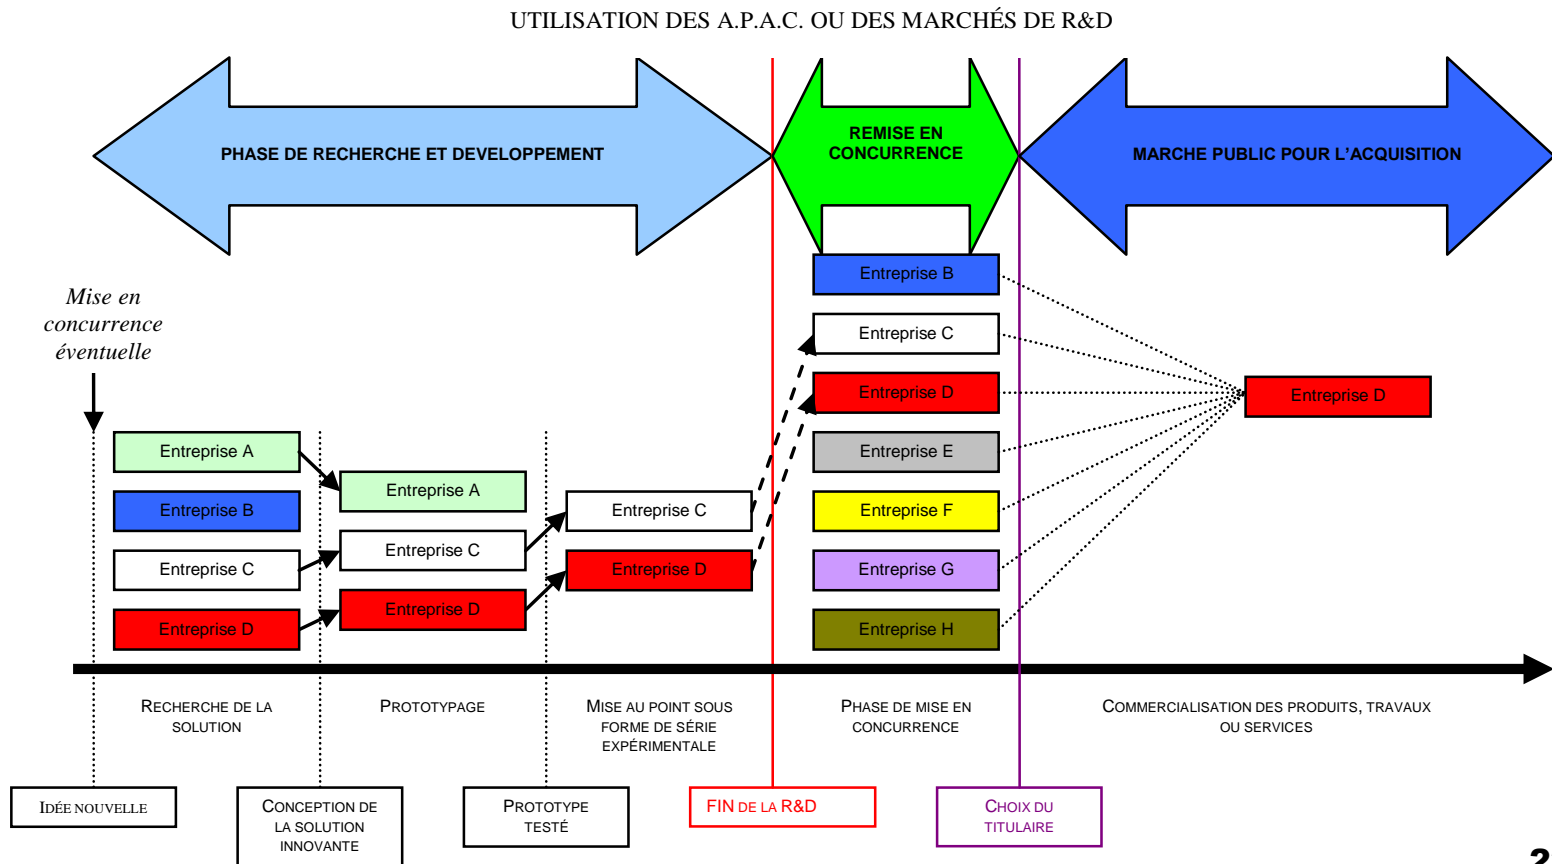 UTILISATION DES A.P.A.C. OU DES MARCHÉS DE R&D
PHASE DE RECHERCHE ET DEVELOPPEMENT
REMISE EN
CONCURRENCE
MARCHE PUBLIC POUR L'ACQUISITION
Mise en
concurrence
éventuelle
Entreprise A
Entreprise B
Entreprise C
Entreprise D
Entreprise A
Entreprise C
Entreprise D
Entreprise C
Entreprise D
Entreprise B
Entreprise C
Entreprise D
Entreprise E
Entreprise F
Entreprise G
Entreprise H
Entreprise D
RECHERCHE DE LA
SOLUTION
PROTOTYPAGE
MISE AU POINT SOUS
FORME DE SÉRIE
EXPÉRIMENTALE
PHASE DE MISE EN
CONCURRENCE
COMMERCIALISATION DES PRODUITS, TRAVAUX
OU SERVICES
IDÉE NOUVELLE
CONCEPTION DE
LA SOLUTION
INNOVANTE
PROTOTYPE
TESTÉ
FIN DE LA R&D
CHOIX DU
TITULAIRE
2